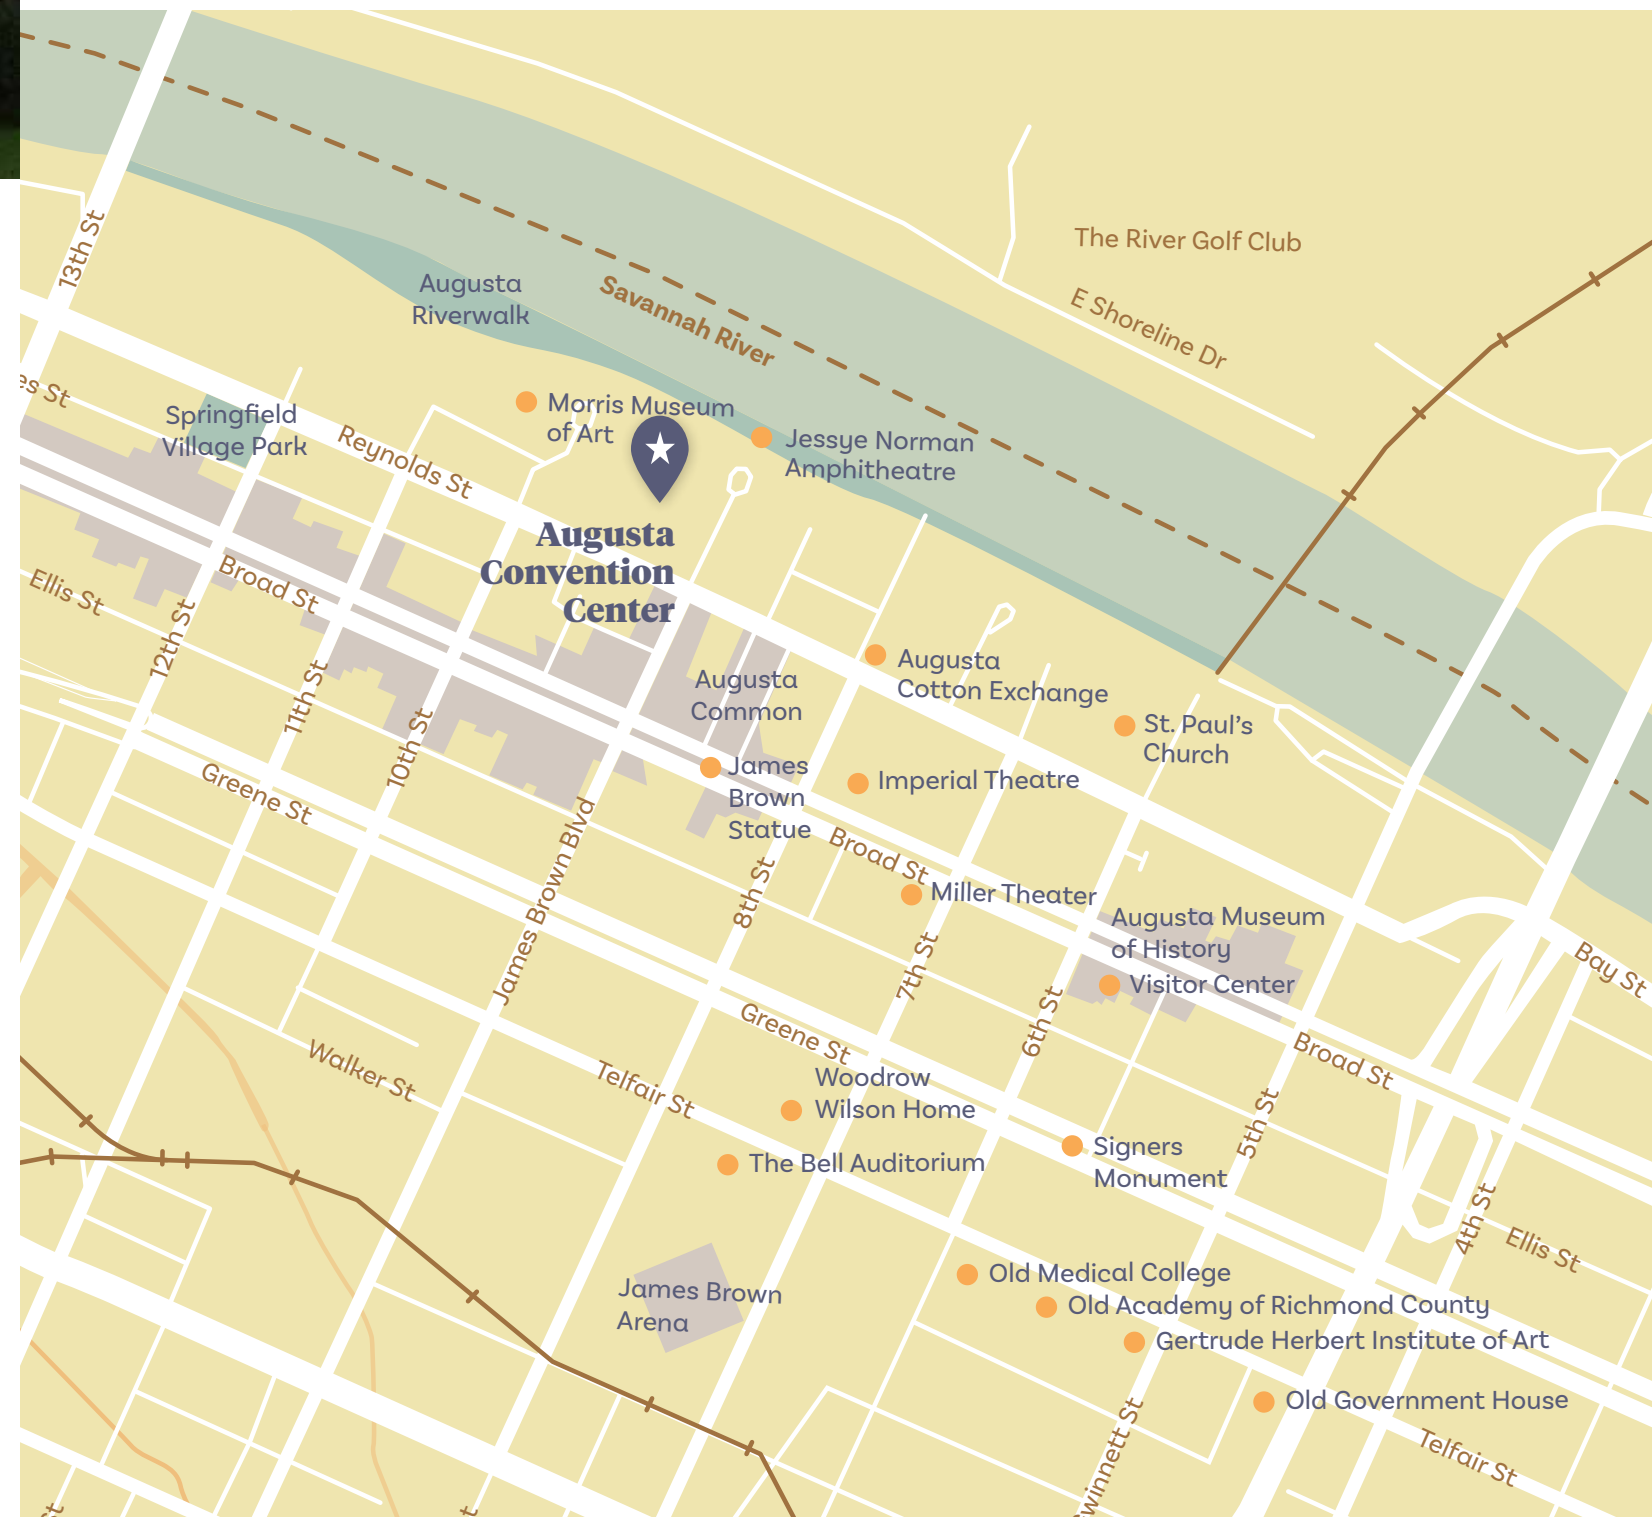 13th St
The River Golf Club
Augusta
Riverwalk
Savannah River
E Shoreline Dr
es St
Springfield
Village Park
Reynolds St
Morris Museum
of Art
Jessye Norman
Amphitheatre
Augusta
Convention
Center
Ellis St
Broad St
12th St
11th St
10th St
Augusta
Common
Augusta
Cotton Exchange
St. Paul's
Church
James
Brown
Statue
Imperial Theatre
Greene St
James Brown Blvd
8th St
Broad St
Miller Theater
7th St
Augusta Museum
of History
Visitor Center
Bay St
6th St
Greene St
Broad St
Walker St
Telfair St
Woodrow
Wilson Home
The Bell Auditorium
Signers
Monument
5th St
4th St
Ellis St
James Brown
Arena
Old Medical College
Old Academy of Richmond County
Gertrude Herbert Institute of Art
Old Government House
winnett St
Telfair St
St
t